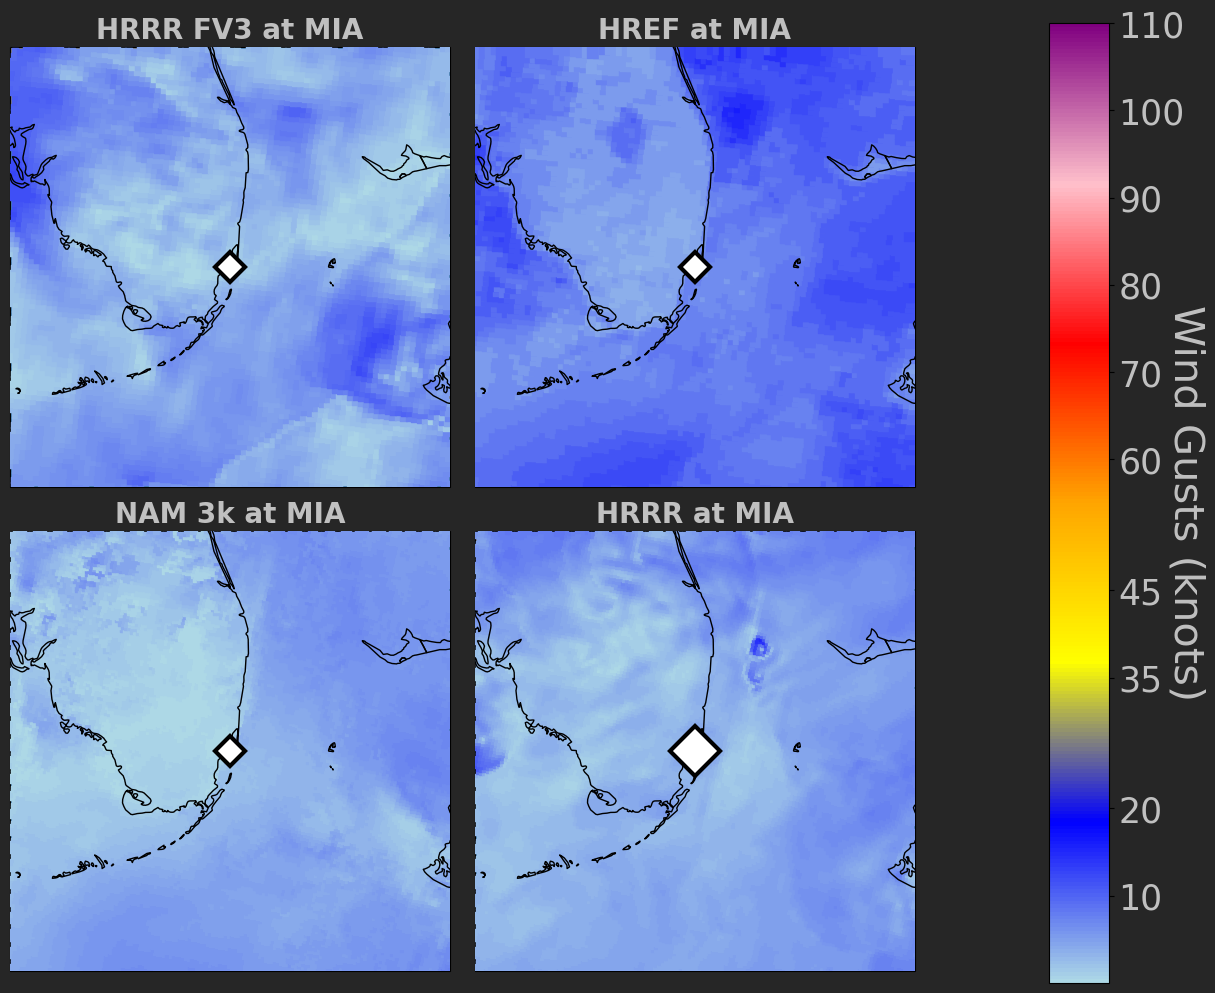 HRRR FV3 at MIA
HREF at MIA
NAM 3k at MIA
HRRR at MIA
110
100
90
80
70
60
45
35
20
10
Wind Gusts (knots)